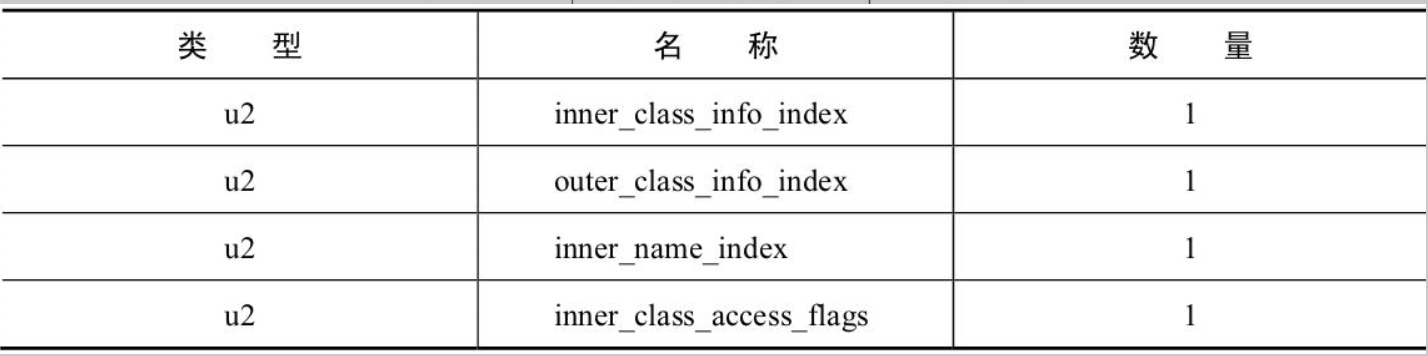 类型 名称 数量
u2 inner_class_info_index 1
u2 outer_class_info_index 1
u2 inner_name_index 1
u2 inner_class_access_flags 1